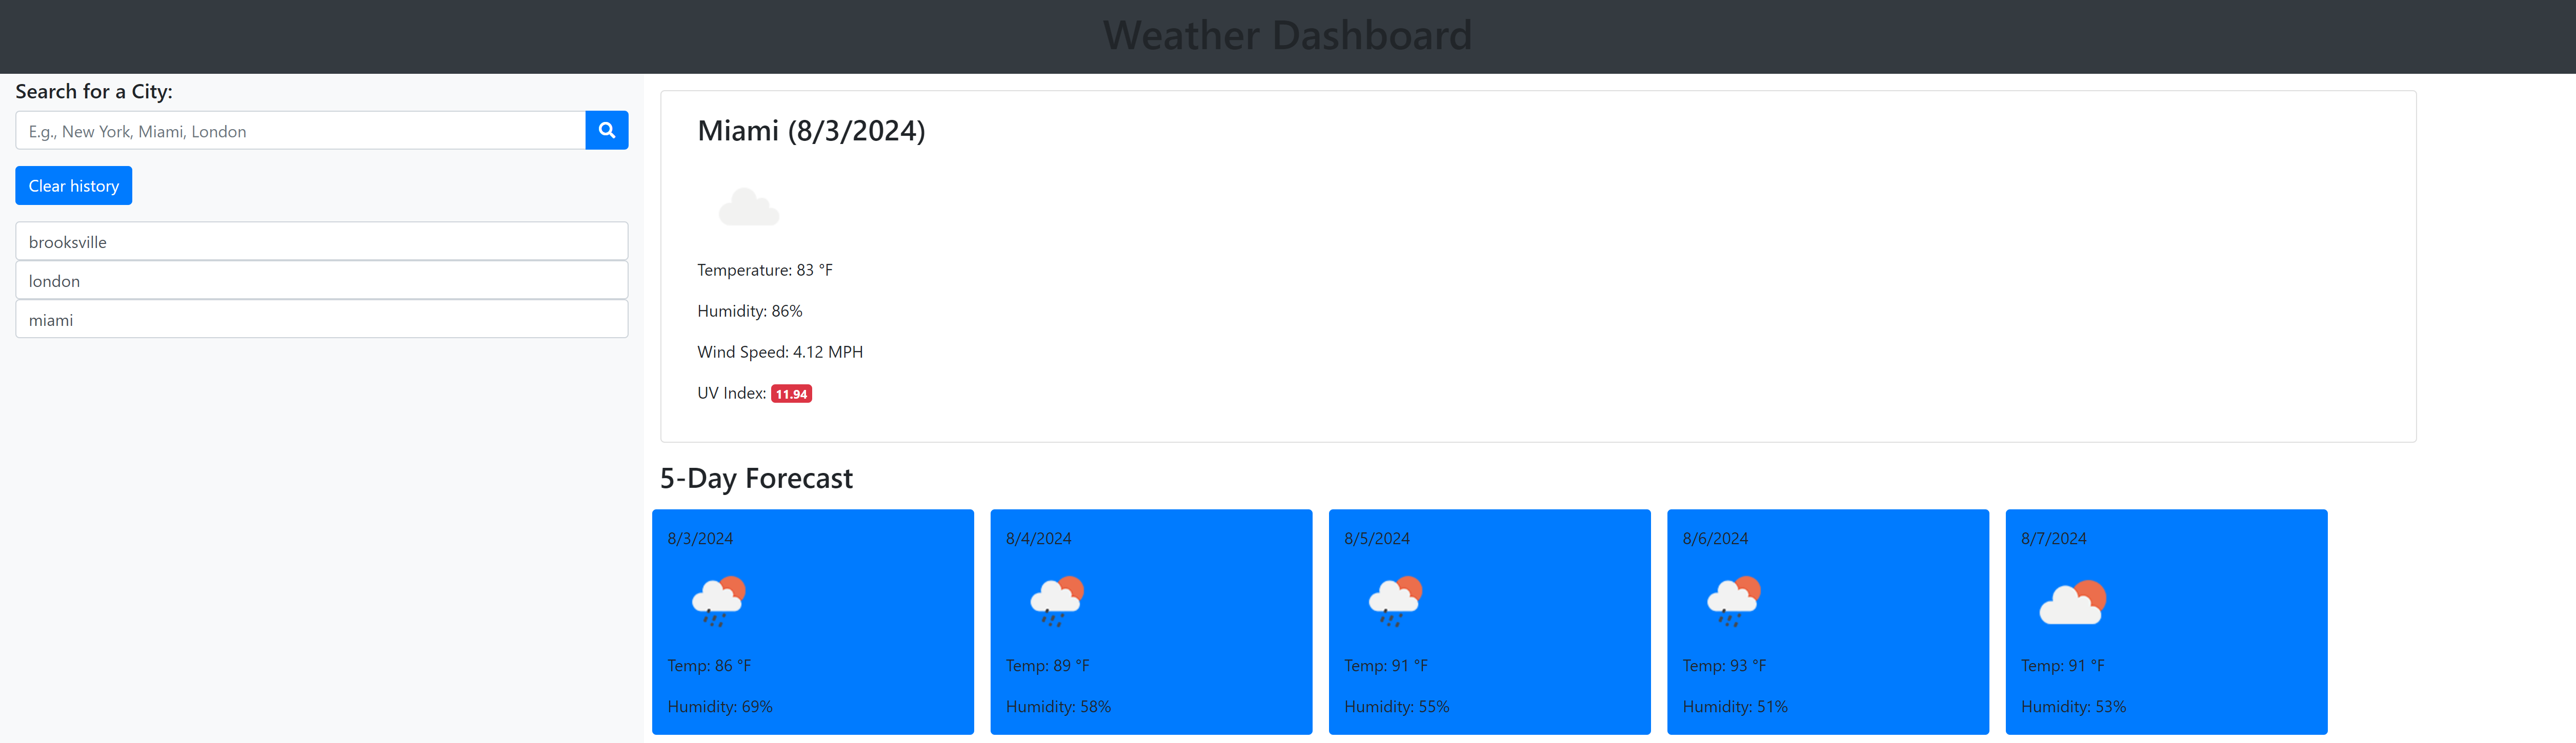 Weather Dashboard
Search for a City:
E.g., New York, Miami, London
Clear history
brooksville
london
miami
Miami (8/3/2024)
Temperature: 83 °F
Humidity: 86%
Wind Speed: 4.12 MPH
UV Index: 11.94
5-Day Forecast
8/3/2024
Temp: 86 °F
Humidity: 69%
8/4/2024
Temp: 89 °F
Humidity: 58%
8/5/2024
Temp: 91 °F
Humidity: 55%
8/6/2024
Temp: 93 °F
Humidity: 51%
8/7/2024
Temp: 91 °F
Humidity: 53%